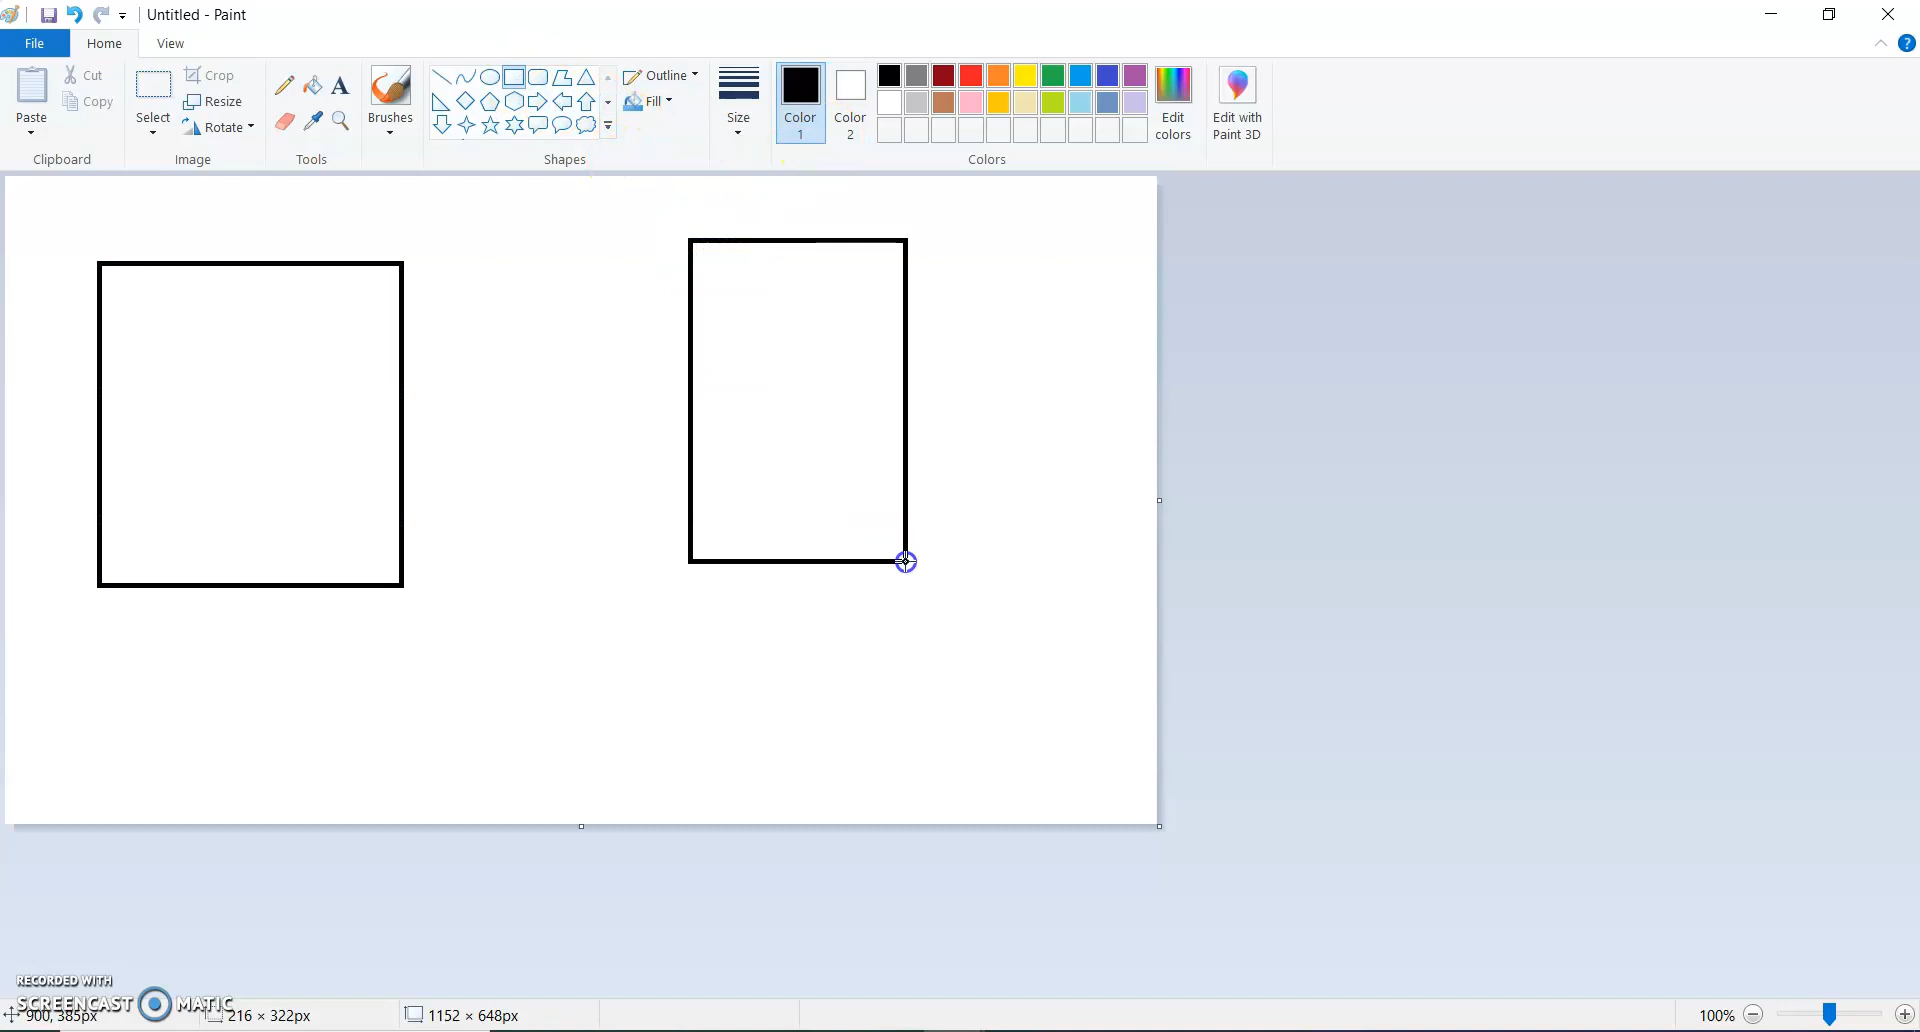 Untitled - Paint
File Home View
Paste Cut Copy Clipboard
Select Crop Resize Rotate Image
Tools
Brushes
Shapes
Outline Fill
Size
Color 1 Color 2
Edit colors
Colors
Edit with Paint 3D
?
RECORDED WITH
SCREENCAST MATIC
900, 385px 216 × 322px 1152 × 648px 100%